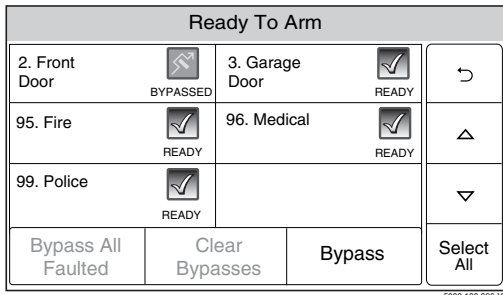 Ready To Arm
2. Front
Door
BYPASSED
3. Garage
Door
READY
95. Fire
READY
96. Medical
READY
99. Police
READY
Bypass All
Faulted
Clear
Bypasses
Bypass
Select
All